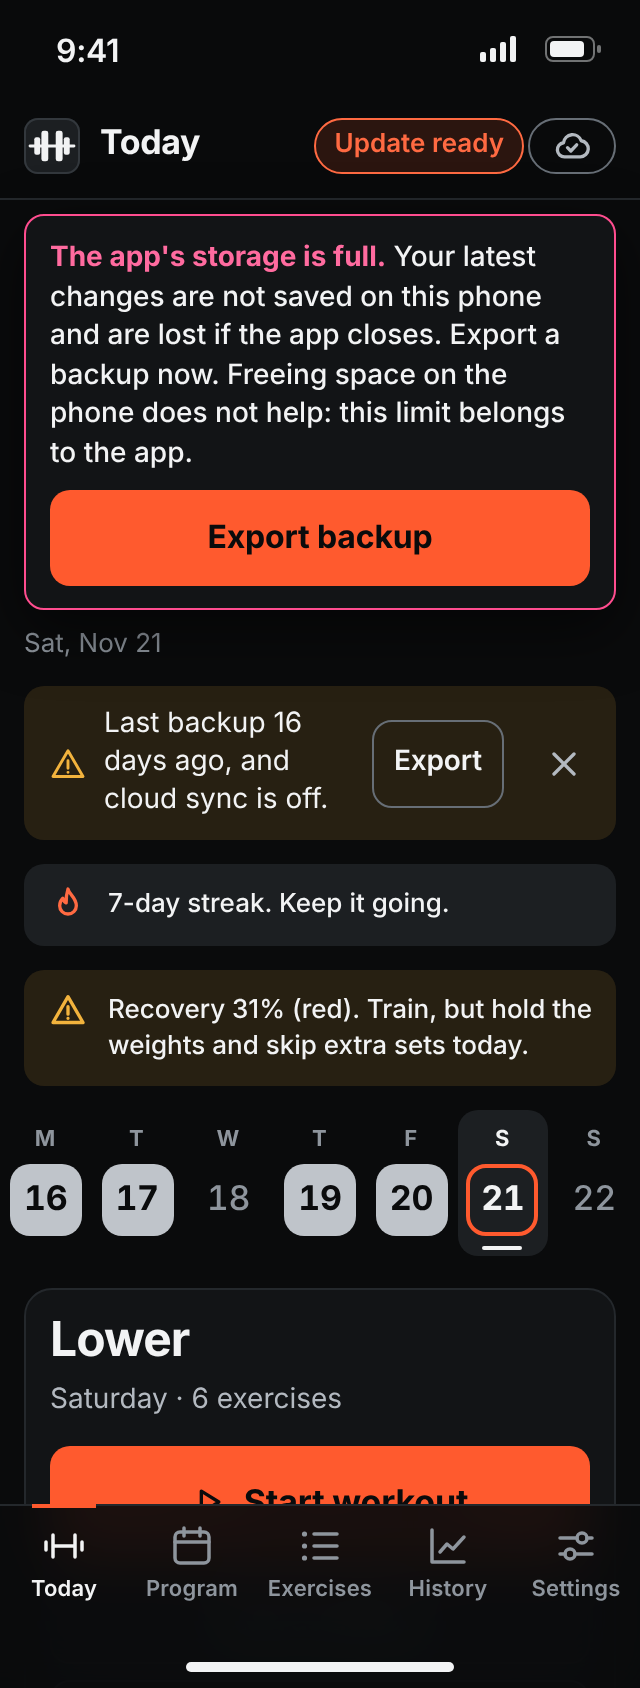 9:41
Today
Update ready
The app's storage is full. Your latest
changes are not saved on this phone
and are lost if the app closes. Export a
backup now. Freeing space on the
phone does not help: this limit belongs
to the app.
Export backup
Sat, Nov 21
Last backup 16
days ago, and
cloud sync is off.
Export
7-day streak. Keep it going.
Recovery 31% (red). Train, but hold the
weights and skip extra sets today.
M T W T F S S
16 17 18 19 20 21 22
Lower
Saturday · 6 exercises
Start workout
Today Program Exercises History Settings